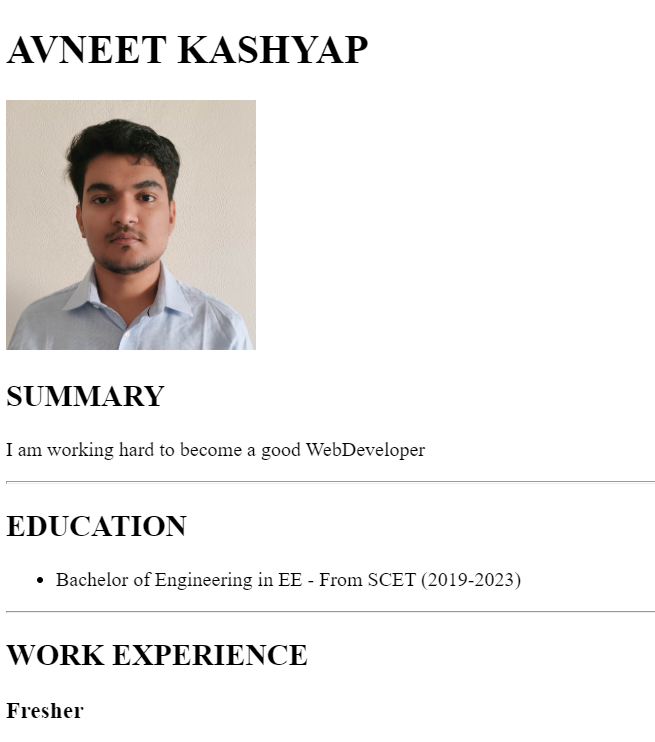 AVNEET KASHYAP
SUMMARY
I am working hard to become a good WebDeveloper
EDUCATION
Bachelor of Engineering in EE - From SCET (2019-2023)
WORK EXPERIENCE
Fresher